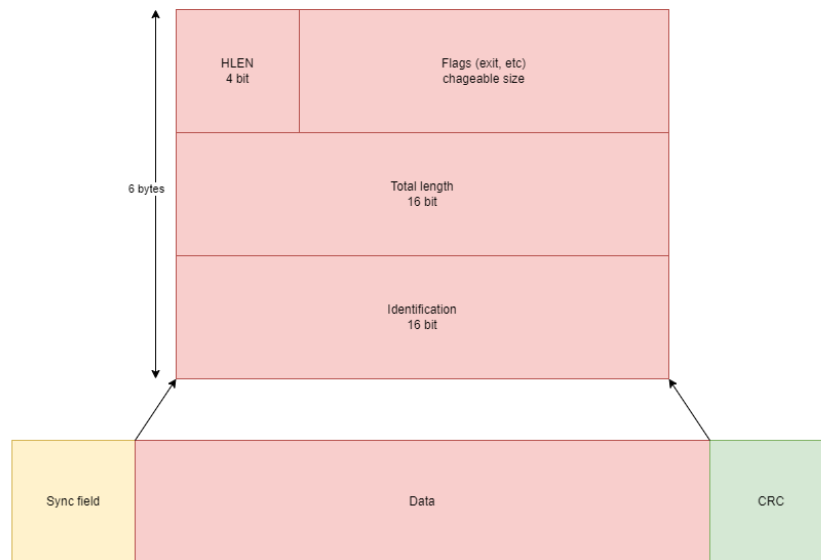 HLEN
4 bit
Flags (exit, etc)
chageable size
6 bytes
Total length
16 bit
Identification
16 bit
Sync field
Data
CRC